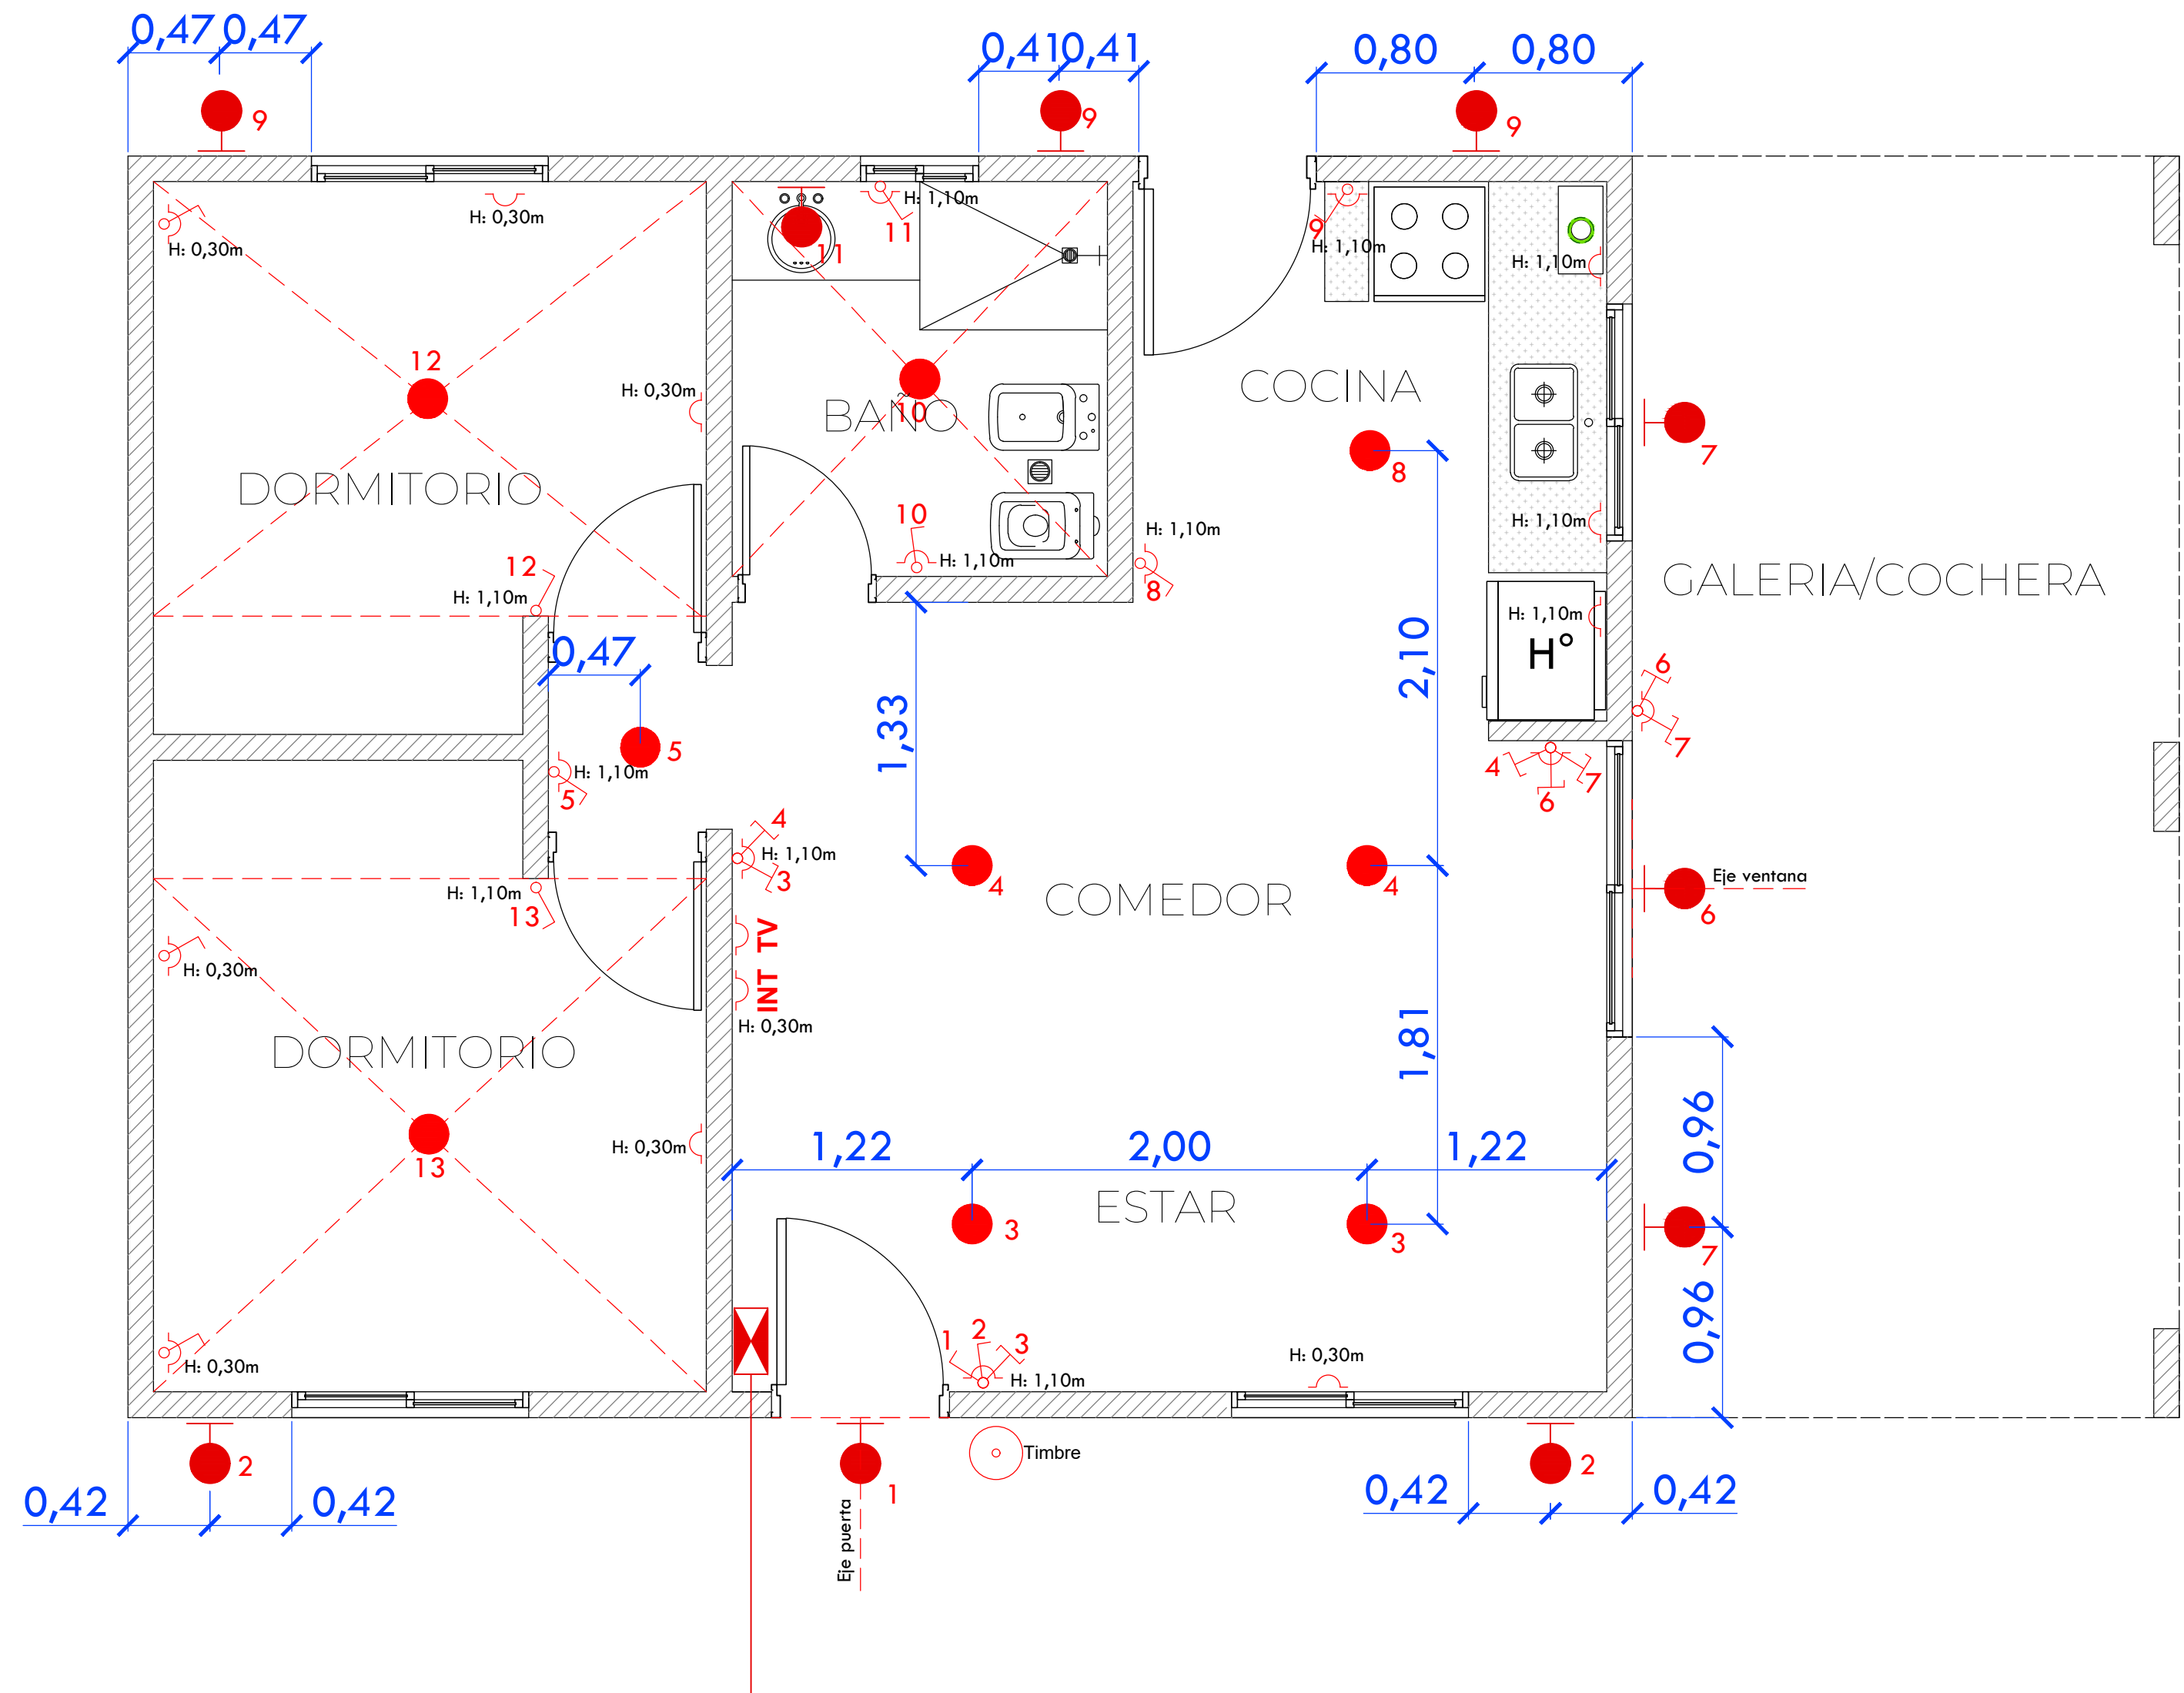 0,47 0,47
0,41 0,41
0,80 0,80
9
9
9
H: 0,30m
H: 0,30m
H: 1,10m
11
11
9
H: 1,10m
H: 1,10m
12
H: 0,30m
BAÑO
10
COCINA
7
8
DORMITORIO
10
H: 1,10m
H: 1,10m
H: 1,10m
12
H: 1,10m
8
GALERIA/COCHERA
H: 1,10m
H°
0,47
2,10
6
7
1,33
5
H: 1,10m
5
4
6
7
4
H: 1,10m
3
4
4
Eje ventana
6
H: 1,10m
13
COMEDOR
TV
INT
H: 0,30m
H: 0,30m
DORMITORIO
1,81
0,96
13
H: 0,30m
1,22
2,00
1,22
ESTAR
3
3
7
0,96
H: 0,30m
1
2
3
H: 1,10m
H: 0,30m
Timbre
2
1
2
0,42
0,42
0,42
0,42
Eje puerta